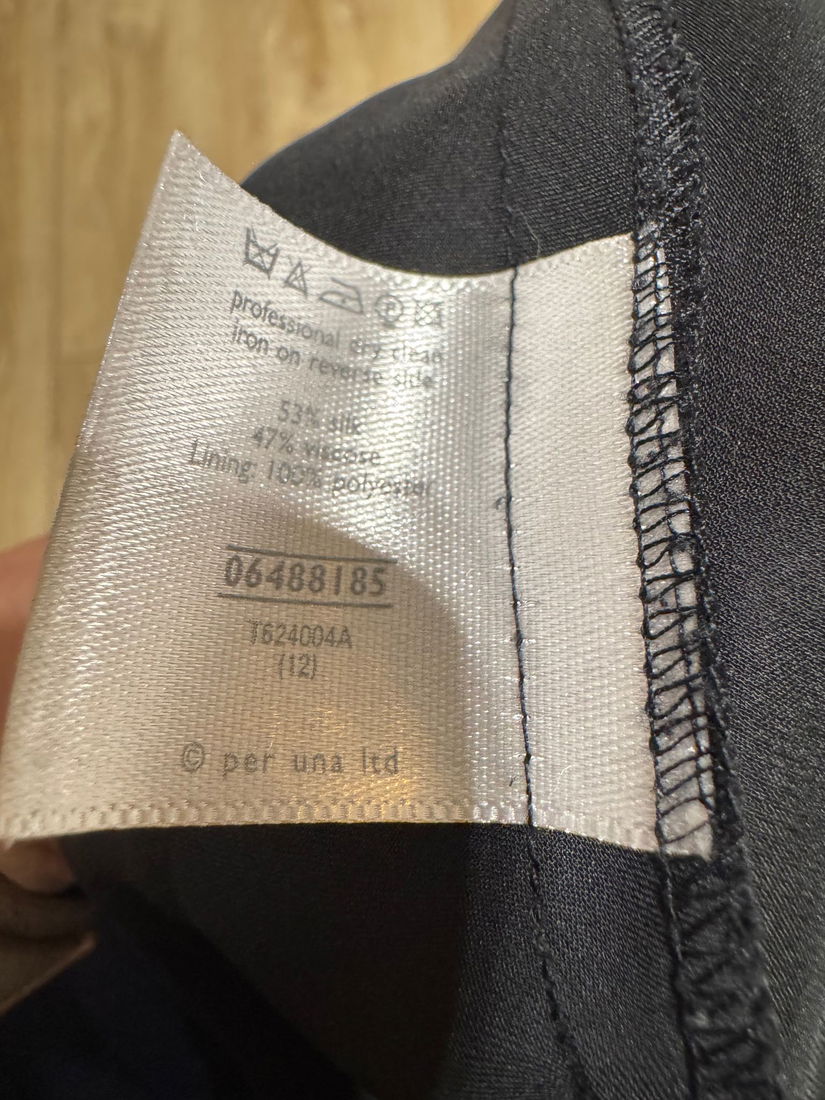 professional dry clean
iron on reverse side
53% silk
47% viscose
Lining: 100% polyester
06488185
T624004A
(12)
© per una ltd